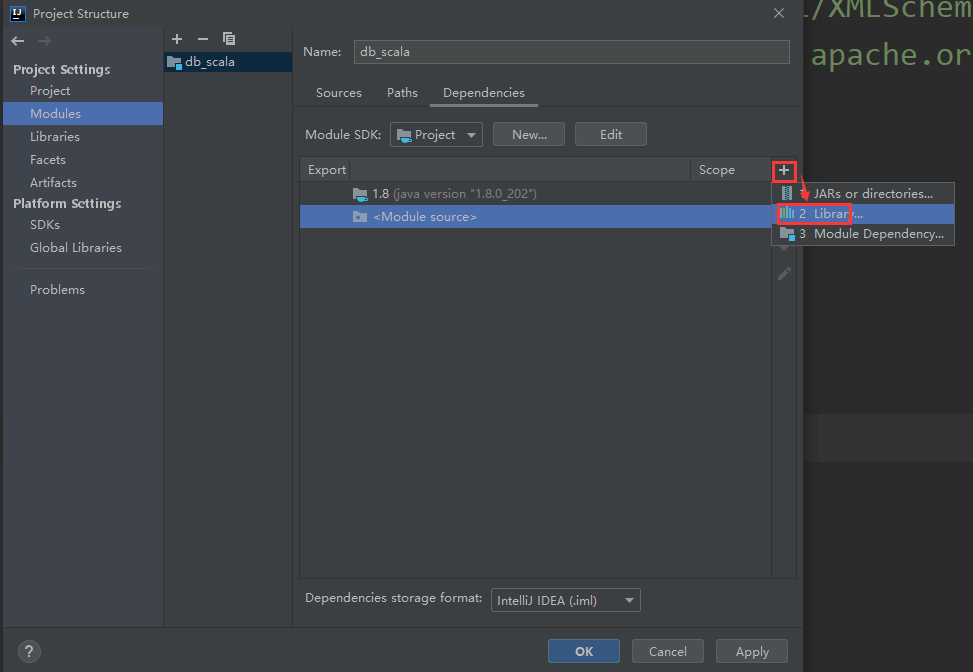 Project Structure
Project Settings
Project
Modules
Libraries
Facets
Artifacts
Platform Settings
SDKs
Global Libraries
Problems
db_scala
Name: db_scala
Sources Paths Dependencies
Module SDK: Project New... Edit
Export Scope
1.8 (java version "1.8.0_202")
<Module source>
1 JARs or directories...
2 Library...
3 Module Dependency...
Dependencies storage format: IntelliJ IDEA (.iml)
? OK Cancel Apply
/XMLSchem
apache.or